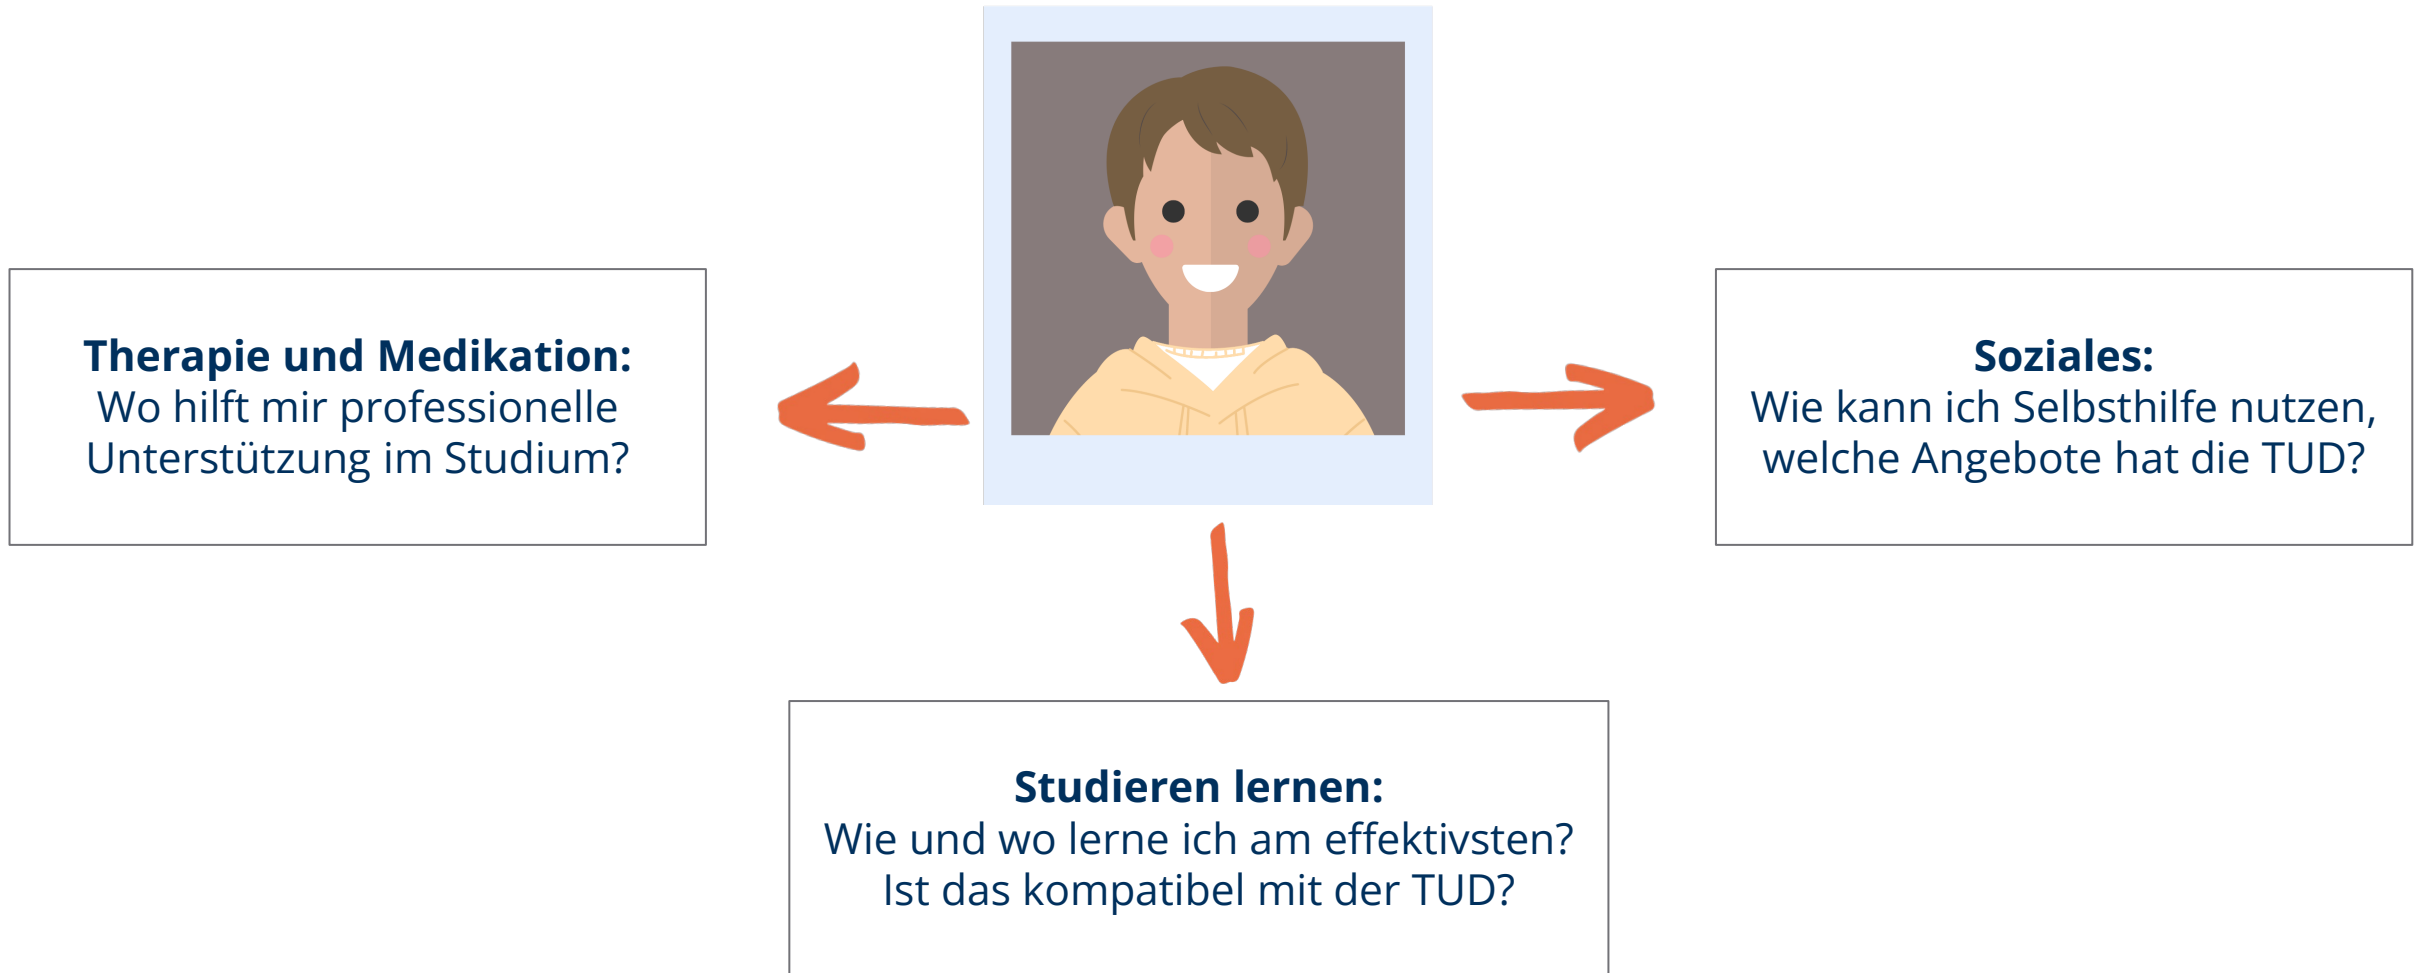 Therapie und Medikation:
Wo hilft mir professionelle
Unterstützung im Studium?
Soziales:
Wie kann ich Selbsthilfe nutzen,
welche Angebote hat die TUD?
Studieren lernen:
Wie und wo lerne ich am effektivsten?
Ist das kompatibel mit der TUD?